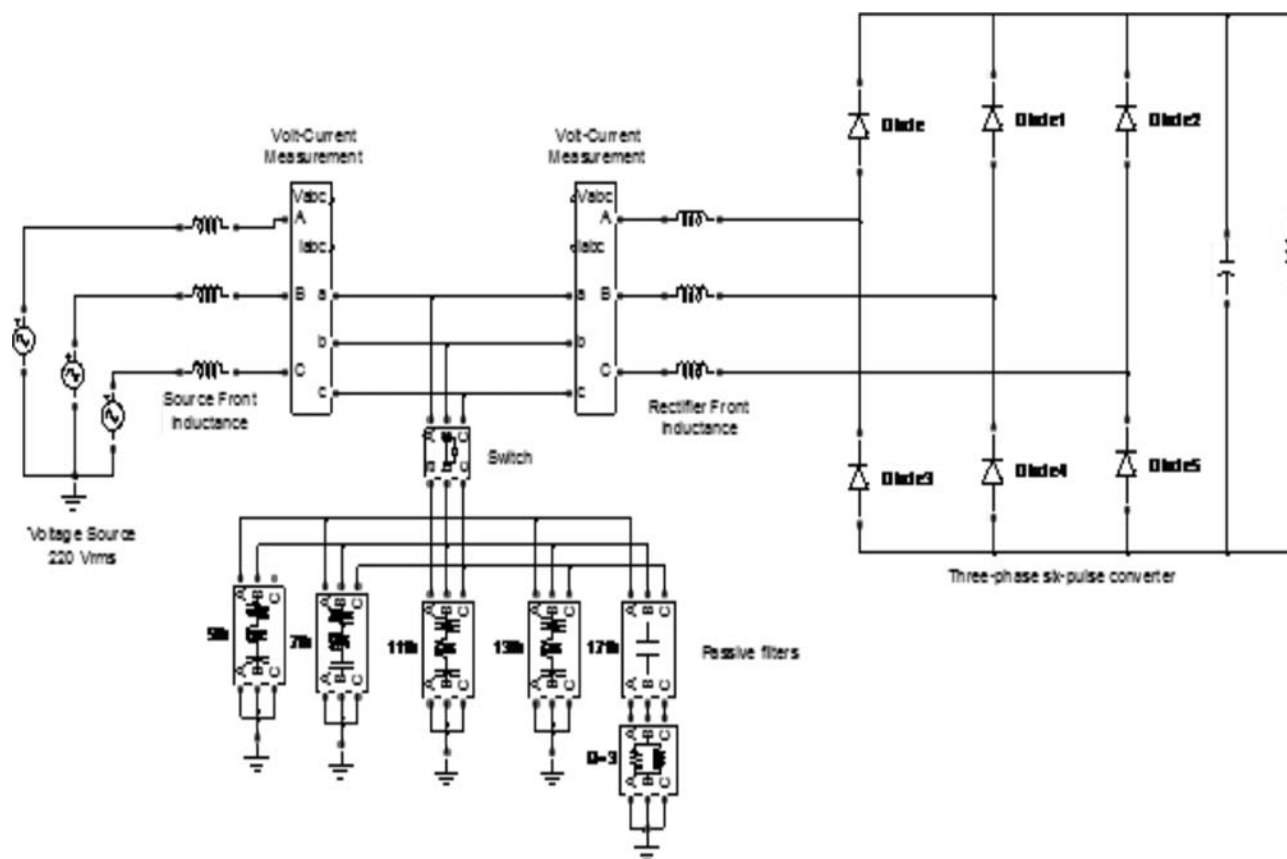 Volt-Current
Measurement
Volt-Current
Measurement
Vabc
A
Iabc
B
a
b
C
c
Vabc
A
Iabc
a
B
b
C
c
Source Front
Inductance
Rectifier Front
Inductance
Voltage Source
220 Vrms
Diode
Diode1
Diode2
Diode3
Diode4
Diode5
Three-phase six-pulse converter
A B C
Switch
5th
A B C
A B C
7th
A B C
A B C
11th
A B C
A B C
13th
A B C
A B C
17th
A B C
A B C
Passive filters
Q=3
A B C
A B C